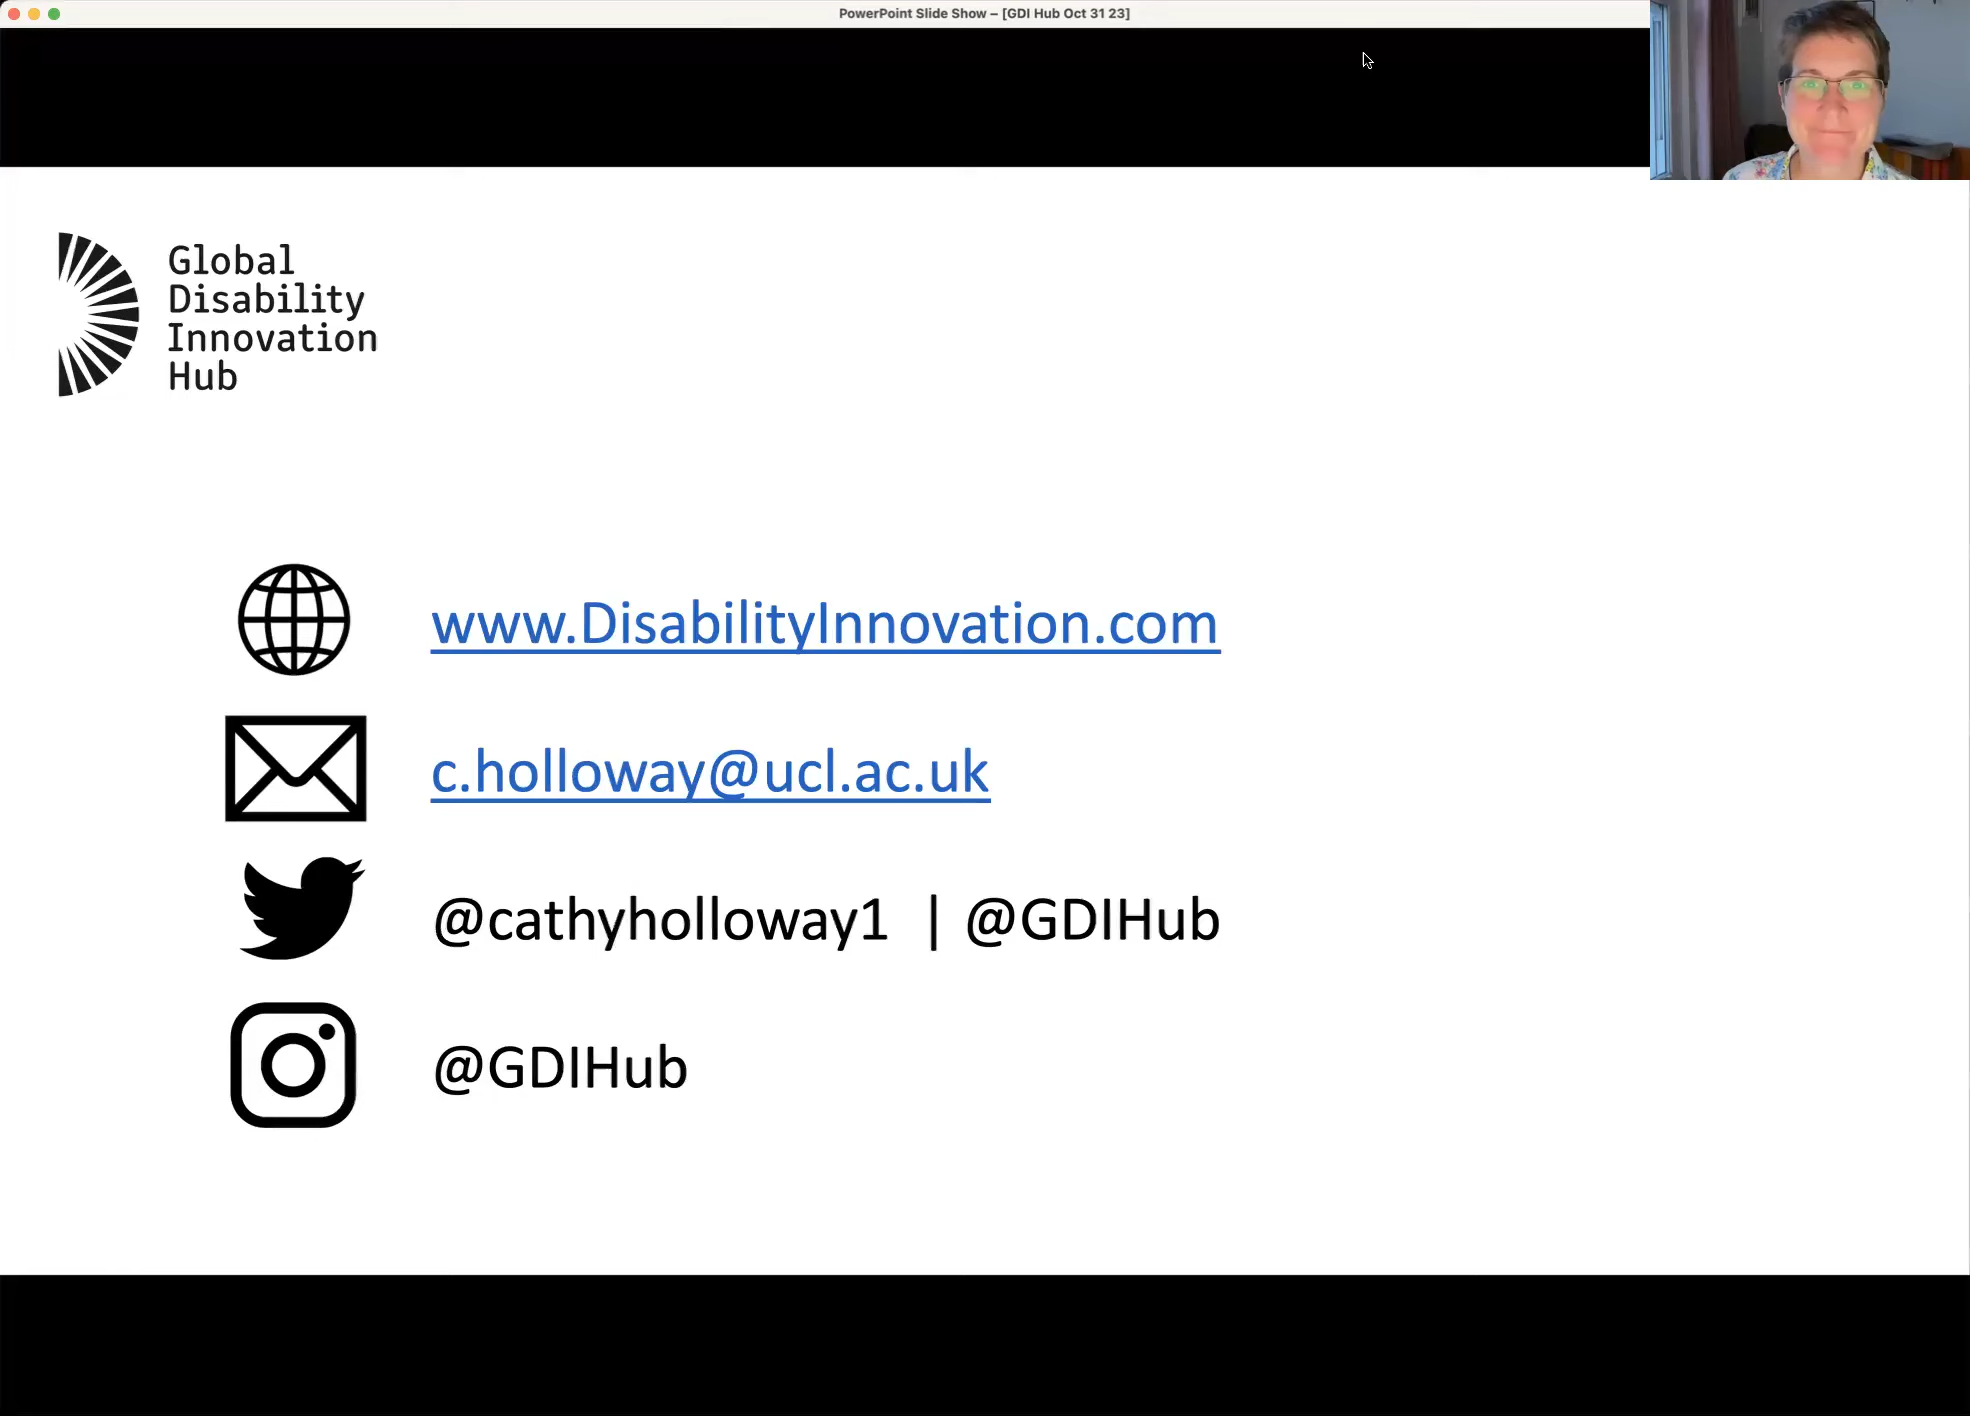 PowerPoint Slide Show – [GDI Hub Oct 31 23]
Global
Disability
Innovation
Hub
www.DisabilityInnovation.com
c.holloway@ucl.ac.uk
@cathyholloway1 | @GDIHub
@GDIHub